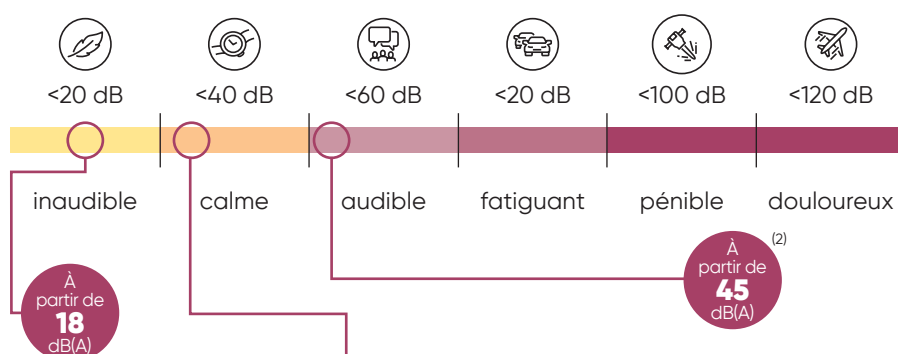 <20 dB
<40 dB
<60 dB
<20 dB
<100 dB
<120 dB
inaudible
calme
audible
fatiguant
pénible
douloureux
À
partir de
18
dB(A)
À
partir de
45
dB(A)
(2)